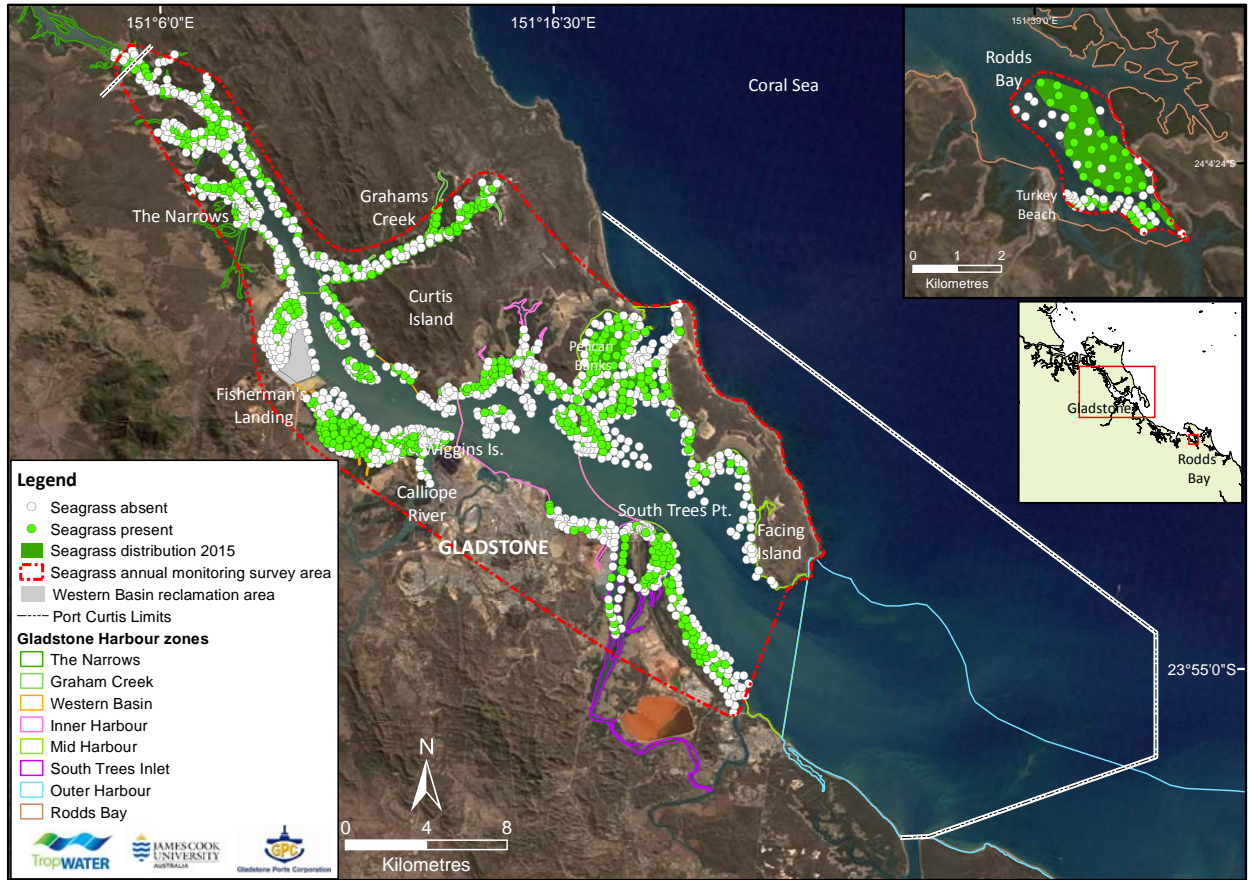 151°6'0"E
151°16'30"E
Coral Sea
151°39'0"E
Rodds
Bay
24°4'24"S
Turkey
Beach
0 1 2
Kilometres
Grahams
Creek
The Narrows
Curtis
Island
Pelican
Banks
Fisherman's
Landing
Wiggins Is.
Calliope
River
GLADSTONE
South Trees Pt.
Facing
Island
Gladstone
Rodds
Bay
23°55'0"S
N
0 4 8
Kilometres
Legend
Seagrass absent
Seagrass present
Seagrass distribution 2015
Seagrass annual monitoring survey area
Western Basin reclamation area
Port Curtis Limits
Gladstone Harbour zones
The Narrows
Graham Creek
Western Basin
Inner Harbour
Mid Harbour
South Trees Inlet
Outer Harbour
Rodds Bay
TropWATER
JAMES COOK
UNIVERSITY
AUSTRALIA
GPC
Gladstone Ports Corporation